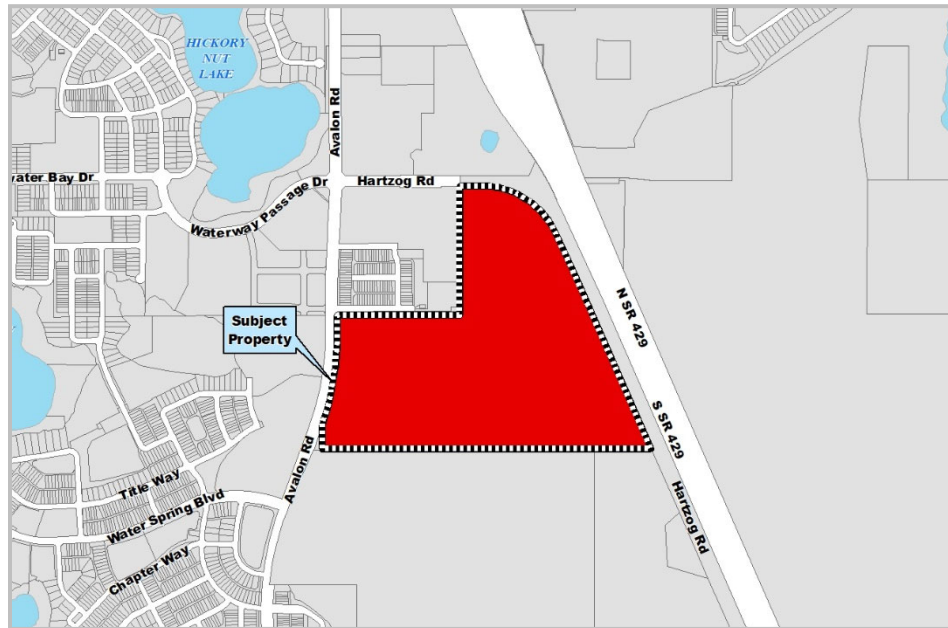 HICKORY
NUT
LAKE
Avalon Rd
water Bay Dr
Hartzog Rd
Waterway Passage Dr
N SR 429
Subject
Property
S SR 429
Avalon Rd
Title Way
Hartzog Rd
Water Spring Blvd
Chapter Way